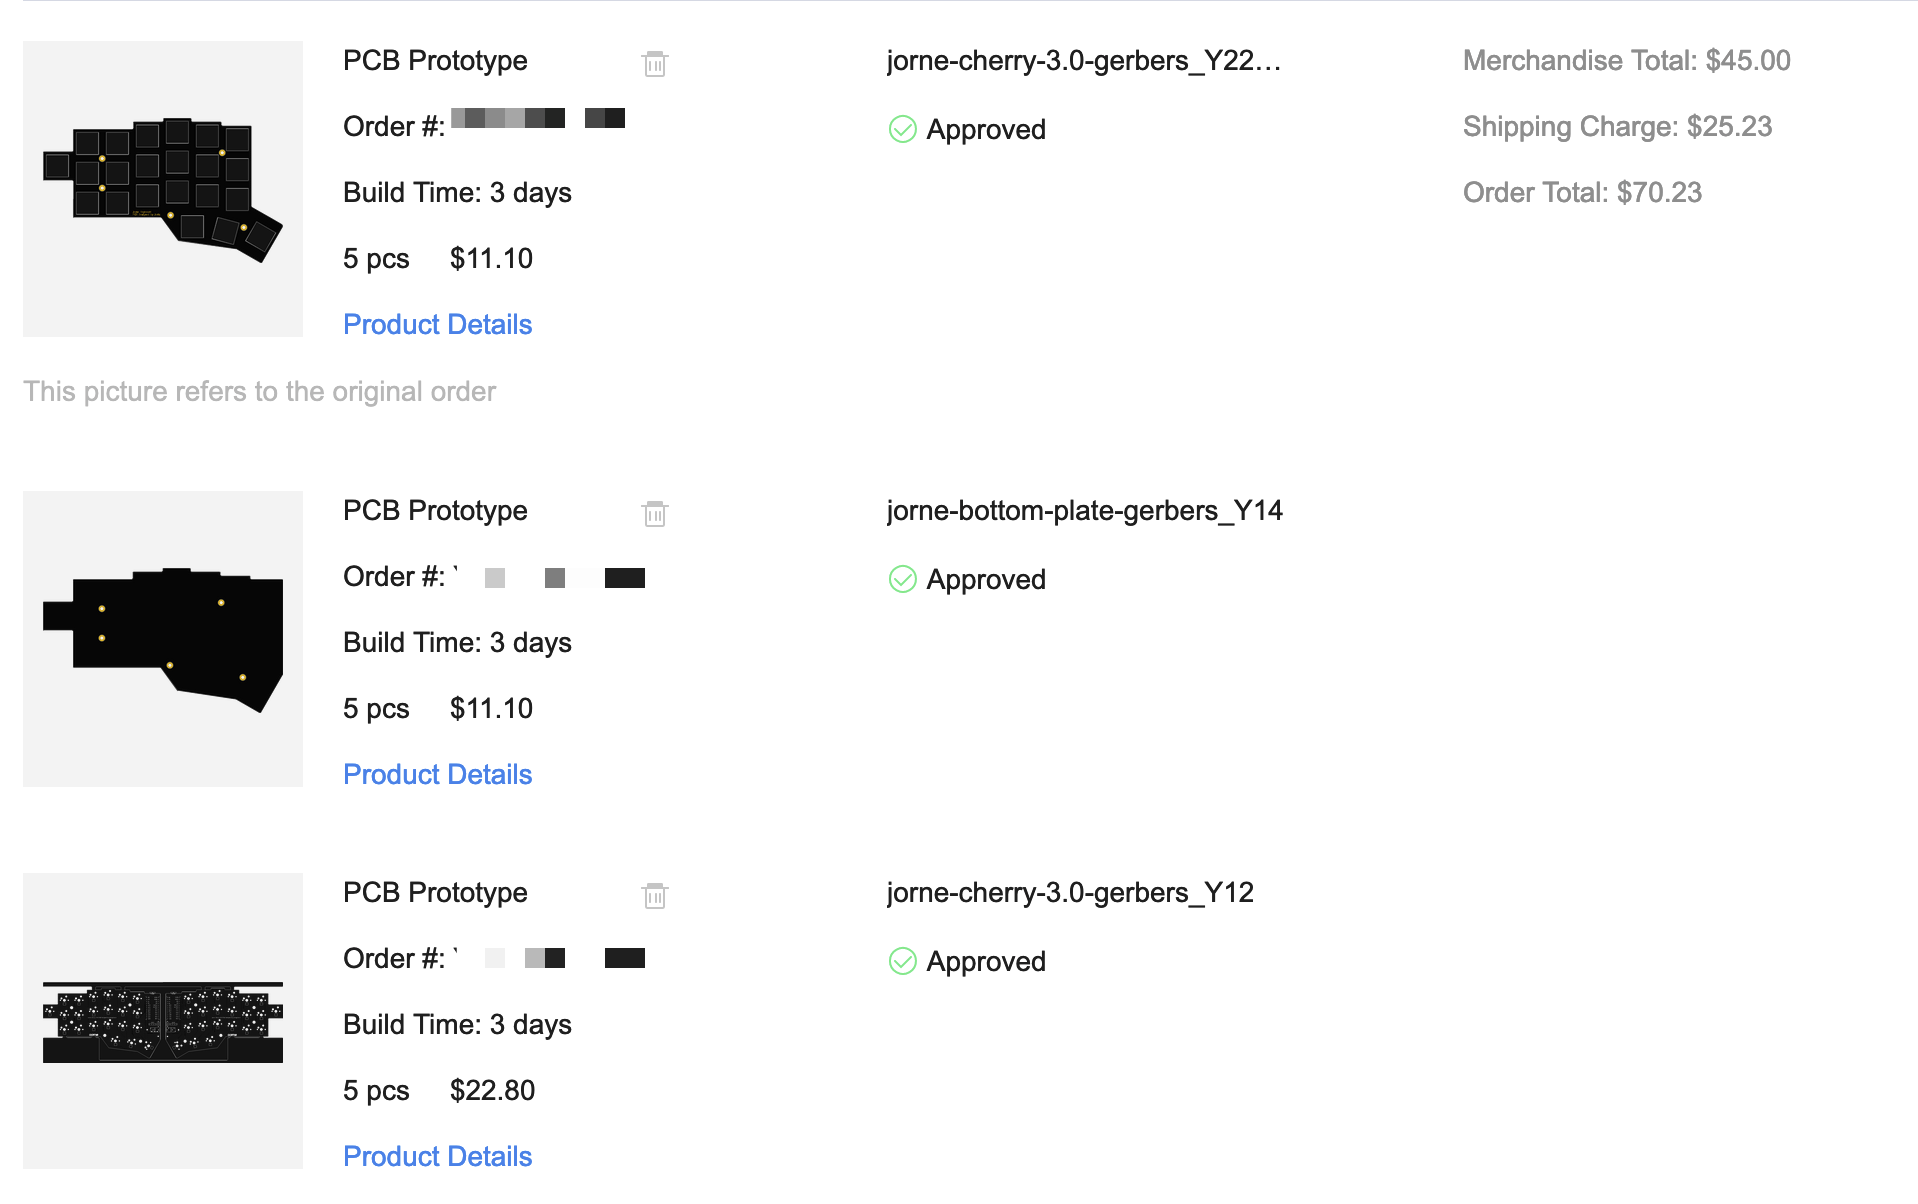 PCB Prototype
jorne-cherry-3.0-gerbers_Y22...
Merchandise Total: $45.00
Order #:
Approved
Shipping Charge: $25.23
Build Time: 3 days
Order Total: $70.23
5 pcs $11.10
Product Details
This picture refers to the original order
PCB Prototype
jorne-bottom-plate-gerbers_Y14
Order #:
Approved
Build Time: 3 days
5 pcs $11.10
Product Details
PCB Prototype
jorne-cherry-3.0-gerbers_Y12
Order #:
Approved
Build Time: 3 days
5 pcs $22.80
Product Details